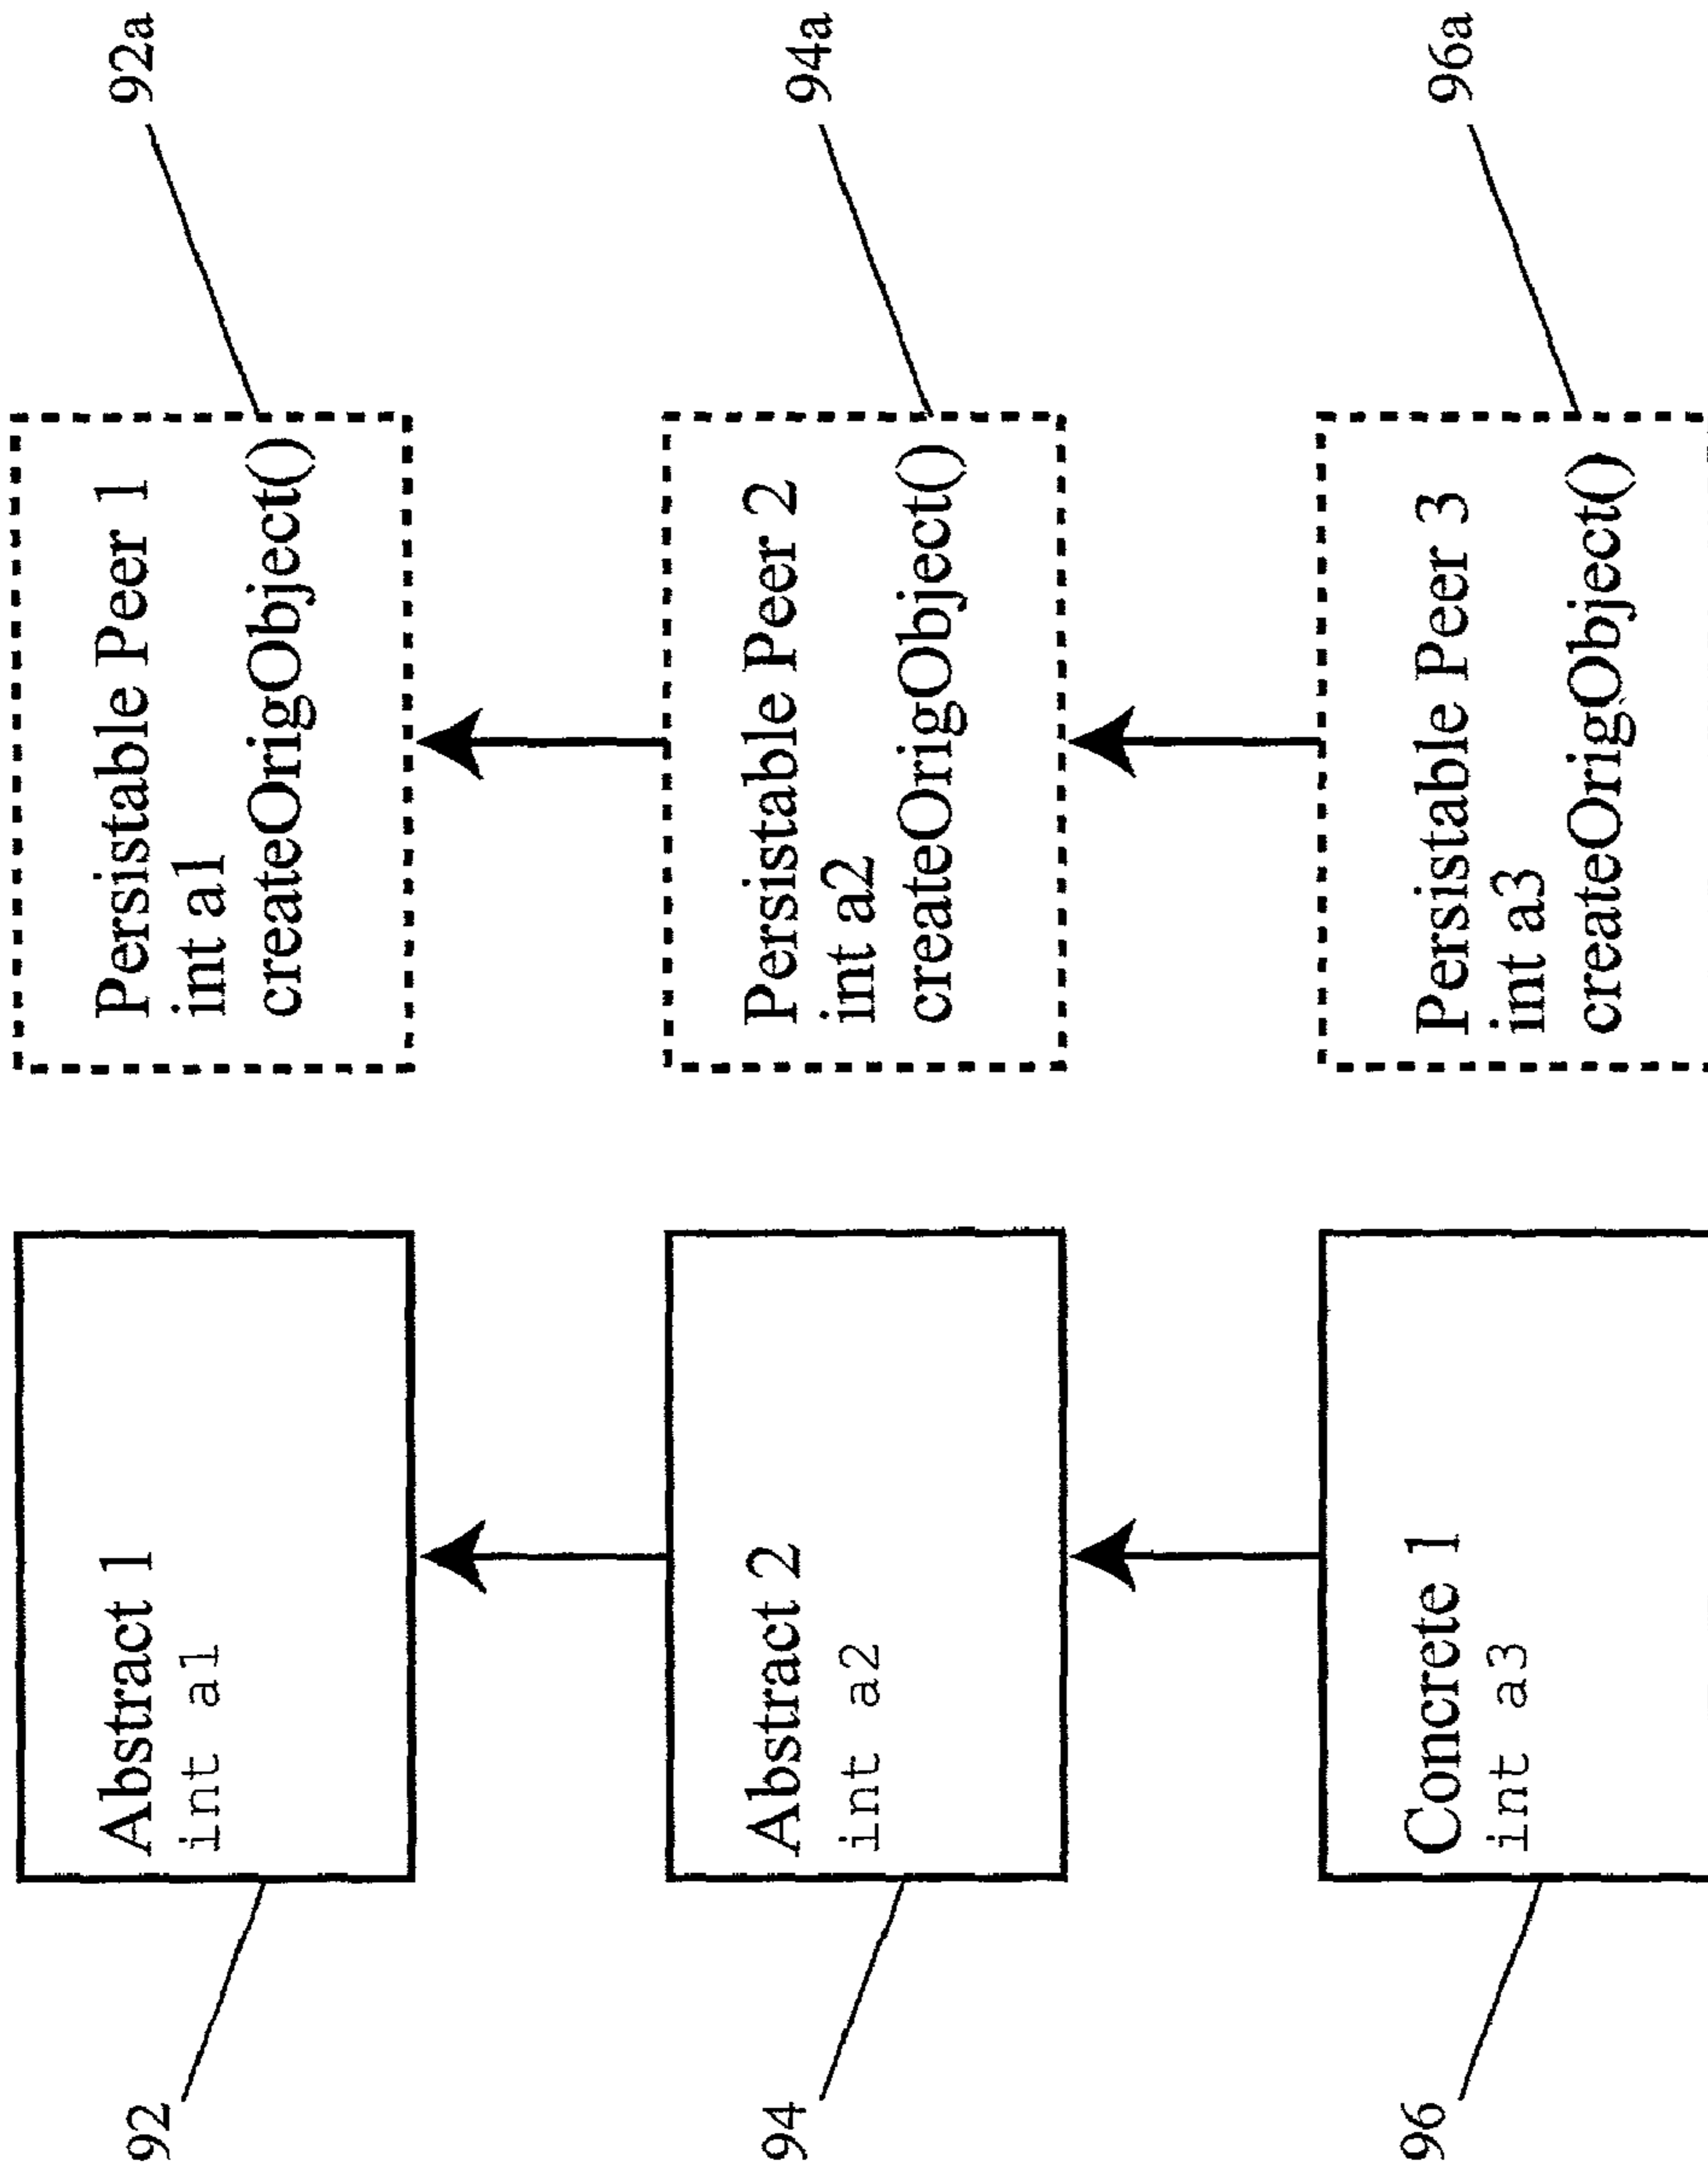 92
Abstract 1
int a1
Persistable Peer 1
int a1
createOrigObject()
92a
94
Abstract 2
int a2
Persistable Peer 2
int a2
createOrigObject()
94a
96
Concrete 1
int a3
Persistable Peer 3
int a3
createOrigObject()
96a